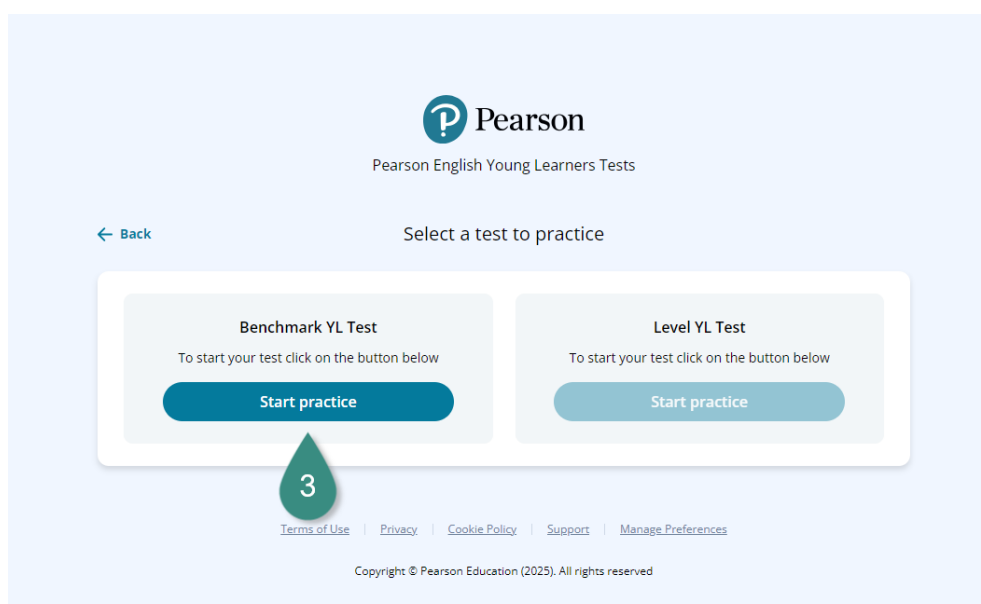 Pearson
Pearson English Young Learners Tests
← Back
Select a test to practice
Benchmark YL Test
To start your test click on the button below
Start practice
Level YL Test
To start your test click on the button below
Start practice
3
Terms of Use | Privacy | Cookie Policy | Support | Manage Preferences
Copyright © Pearson Education (2025). All rights reserved